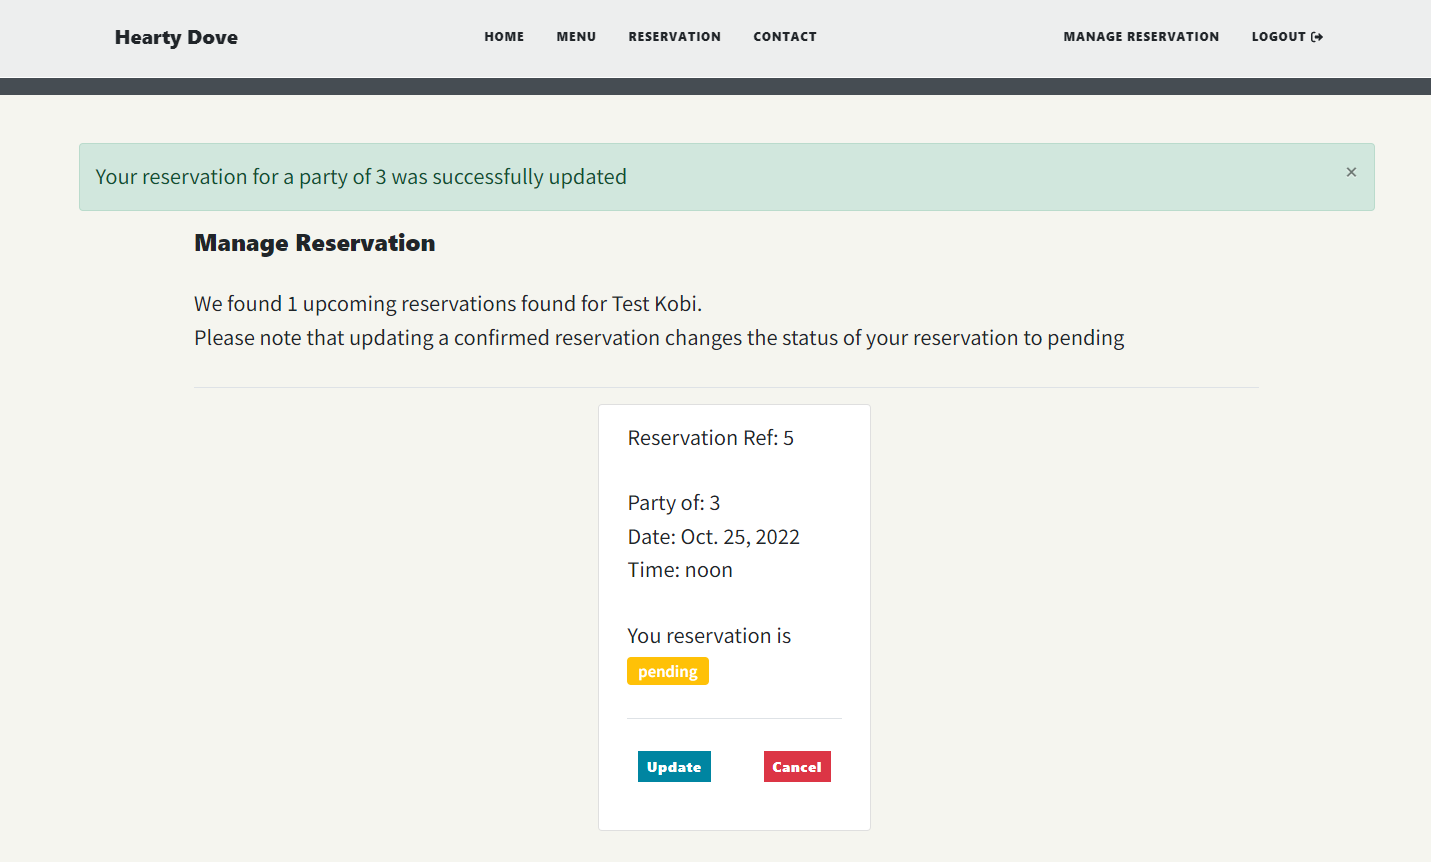 Hearty Dove
HOME MENU RESERVATION CONTACT
MANAGE RESERVATION LOGOUT
Your reservation for a party of 3 was successfully updated ×
Manage Reservation
We found 1 upcoming reservations found for Test Kobi.
Please note that updating a confirmed reservation changes the status of your reservation to pending
Reservation Ref: 5
Party of: 3
Date: Oct. 25, 2022
Time: noon
You reservation is
pending
Update Cancel